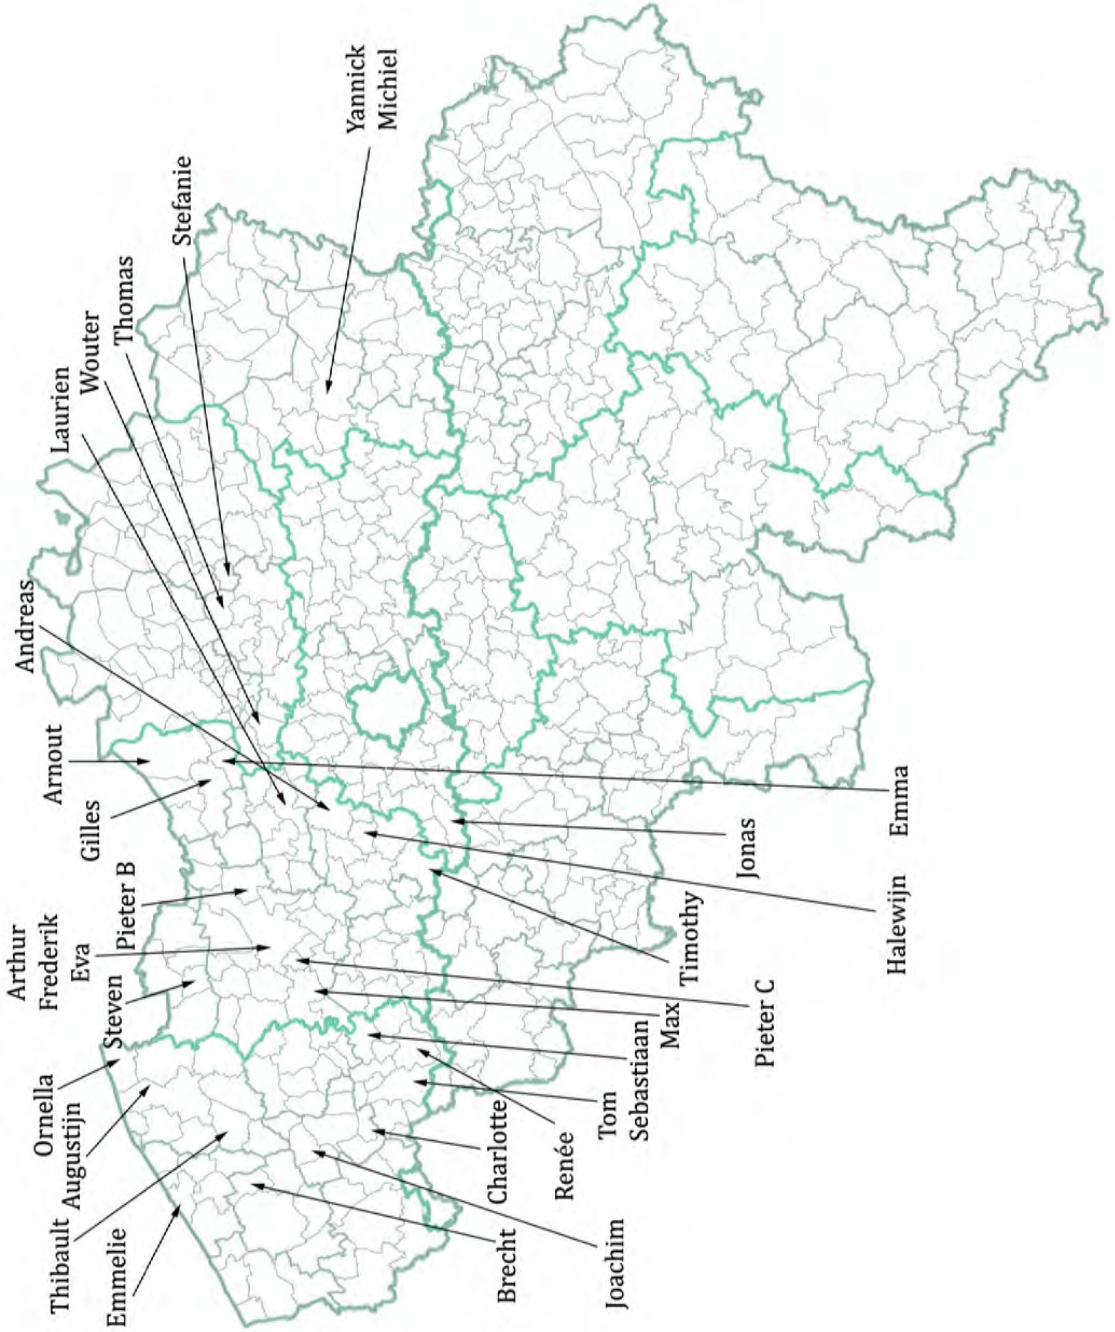 Emmelie
Thibault
Augustijn
Ornella
Steven
Arthur
Frederik
Eva
Pieter B
Gilles
Arnout
Andreas
Laurien
Wouter
Thomas
Stefanie
Yannick
Michiel
Brecht
Joachim
Charlotte
Renée
Tom
Sebastiaan
Max
Pieter C
Timothy
Halewijn
Jonas
Emma